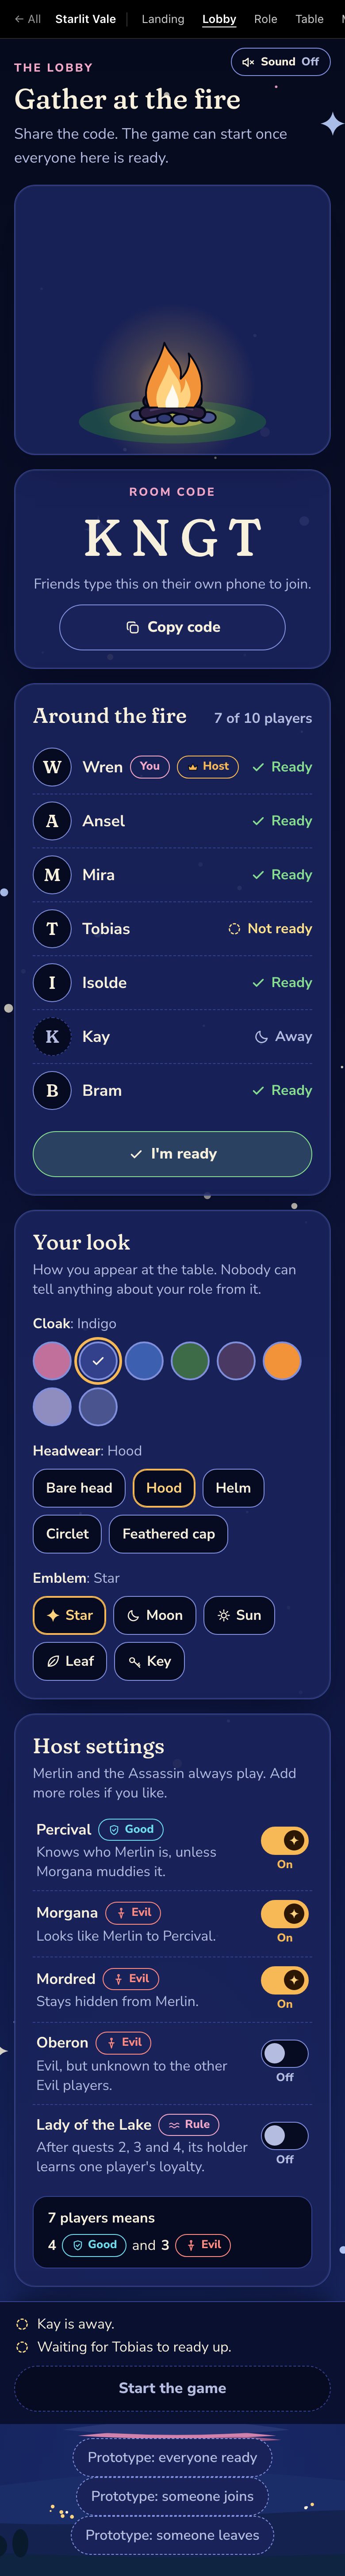 ← All Starlit Vale Landing Lobby Role Table
THE LOBBY
Sound Off
Gather at the fire
Share the code. The game can start once
everyone here is ready.
ROOM CODE
KNGT
Friends type this on their own phone to join.
Copy code
Around the fire 7 of 10 players
W Wren You Host Ready
A Ansel Ready
M Mira Ready
T Tobias Not ready
I Isolde Ready
K Kay Away
B Bram Ready
I'm ready
Your look
How you appear at the table. Nobody can
tell anything about your role from it.
Cloak: Indigo
Headwear: Hood
Bare head Hood Helm
Circlet Feathered cap
Emblem: Star
Star Moon Sun
Leaf Key
Host settings
Merlin and the Assassin always play. Add
more roles if you like.
Percival Good
Knows who Merlin is, unless
Morgana muddies it.
On
Morgana Evil
Looks like Merlin to Percival.
On
Mordred Evil
Stays hidden from Merlin.
On
Oberon Evil
Evil, but unknown to the other
Evil players.
Off
Lady of the Lake Rule
After quests 2, 3 and 4, its holder
learns one player's loyalty.
Off
7 players means
4 Good and 3 Evil
Kay is away.
Waiting for Tobias to ready up.
Start the game
Prototype: everyone ready
Prototype: someone joins
Prototype: someone leaves